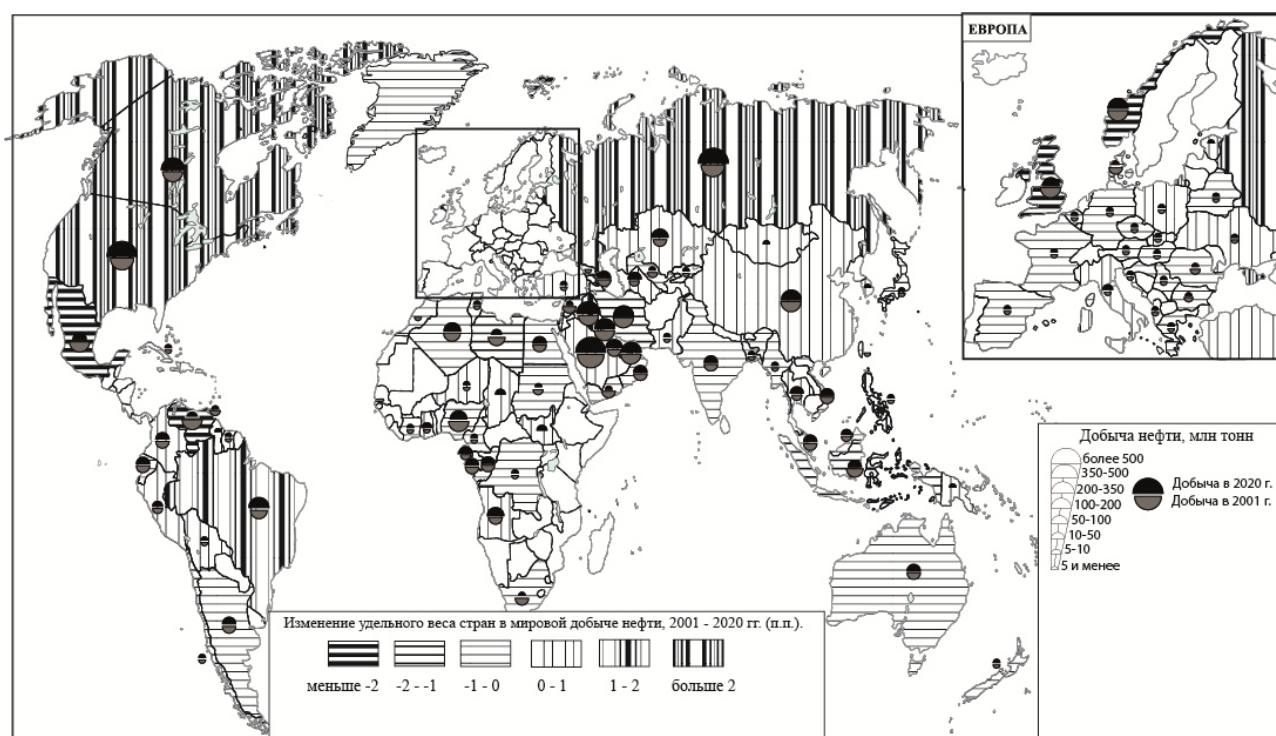 ЕВРОПА
Добыча нефти, млн тонн
более 500
350-500
200-350
100-200
50-100
10-50
5-10
5 и менее
Добыча в 2020 г.
Добыча в 2001 г.
Изменение удельного веса стран в мировой добыче нефти, 2001 - 2020 гг. (п.п.).
меньше -2 -2 - -1 -1 - 0 0 - 1 1 - 2 больше 2